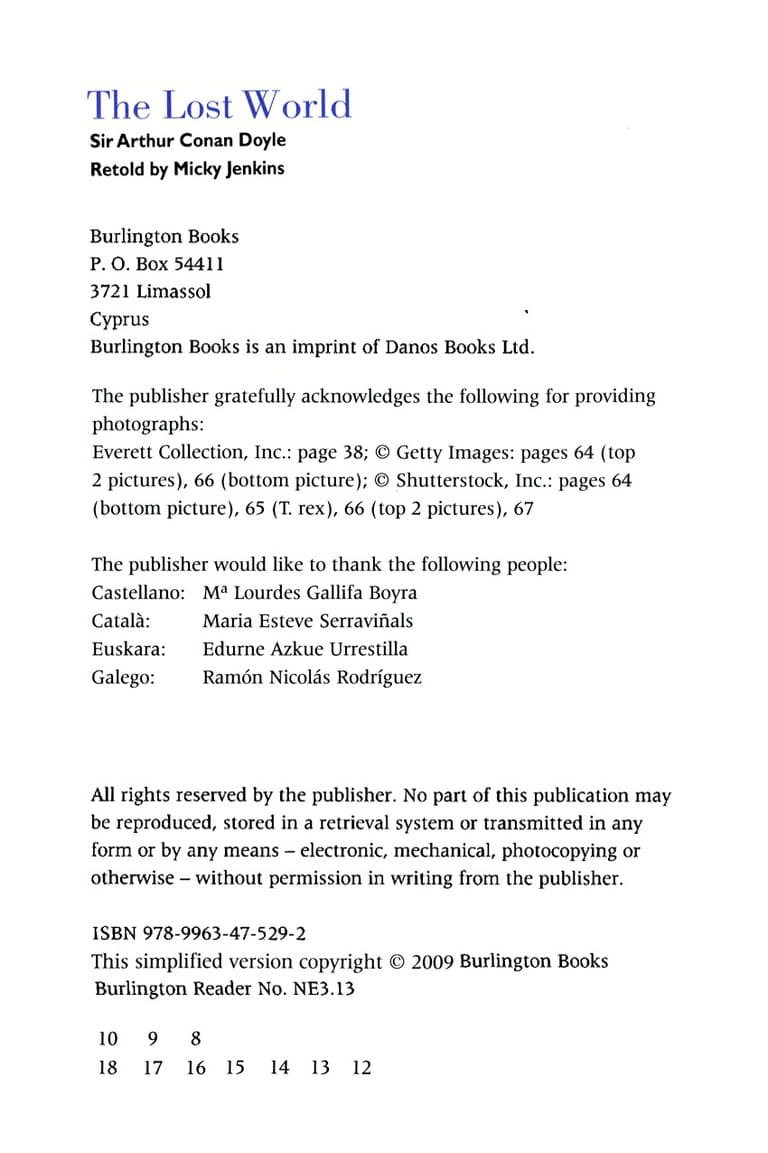 The Lost World
Sir Arthur Conan Doyle
Retold by Micky Jenkins
Burlington Books
P. O. Box 54411
3721 Limassol
Cyprus
Burlington Books is an imprint of Danos Books Ltd.
The publisher gratefully acknowledges the following for providing
photographs:
Everett Collection, Inc.: page 38; © Getty Images: pages 64 (top
2 pictures), 66 (bottom picture); © Shutterstock, Inc.: pages 64
(bottom picture), 65 (T. rex), 66 (top 2 pictures), 67
The publisher would like to thank the following people:
Castellano: Mª Lourdes Gallifa Boyra
Català: Maria Esteve Serraviñals
Euskara: Edurne Azkue Urrestilla
Galego: Ramón Nicolás Rodríguez
All rights reserved by the publisher. No part of this publication may
be reproduced, stored in a retrieval system or transmitted in any
form or by any means – electronic, mechanical, photocopying or
otherwise – without permission in writing from the publisher.
ISBN 978-9963-47-529-2
This simplified version copyright © 2009 Burlington Books
Burlington Reader No. NE3.13
10 9 8
18 17 16 15 14 13 12